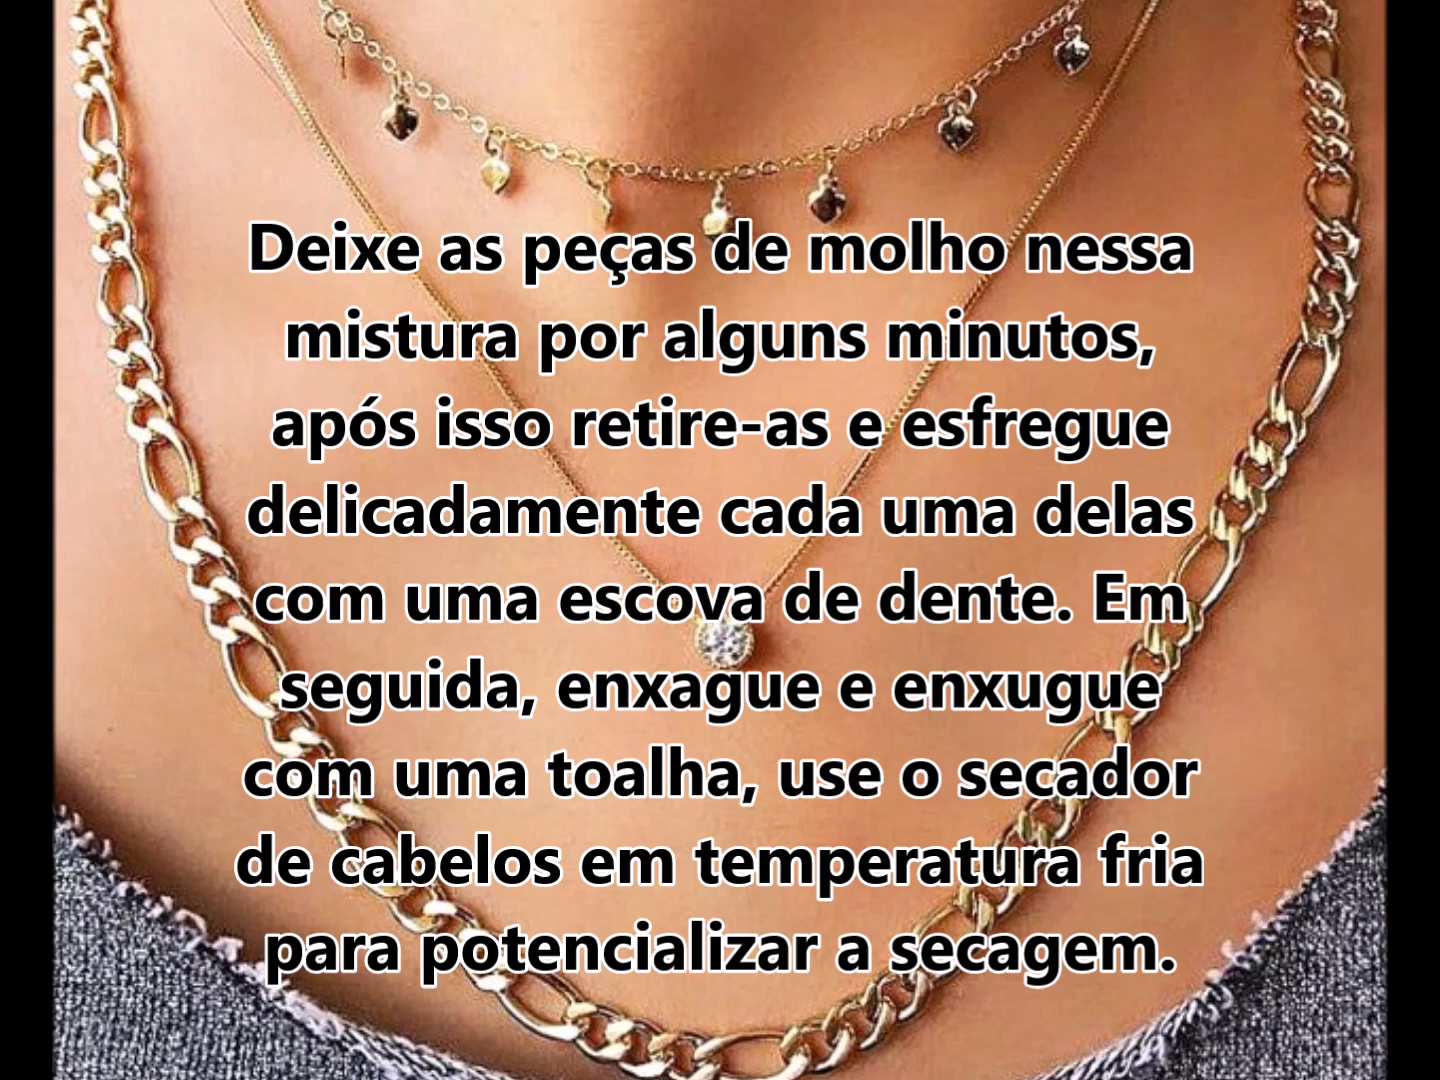 Deixe as peças de molho nessa
mistura por alguns minutos,
após isso retire-as e esfregue
delicadamente cada uma delas
com uma escova de dente. Em
seguida, enxague e enxugue
com uma toalha, use o secador
de cabelos em temperatura fria
para potencializar a secagem.